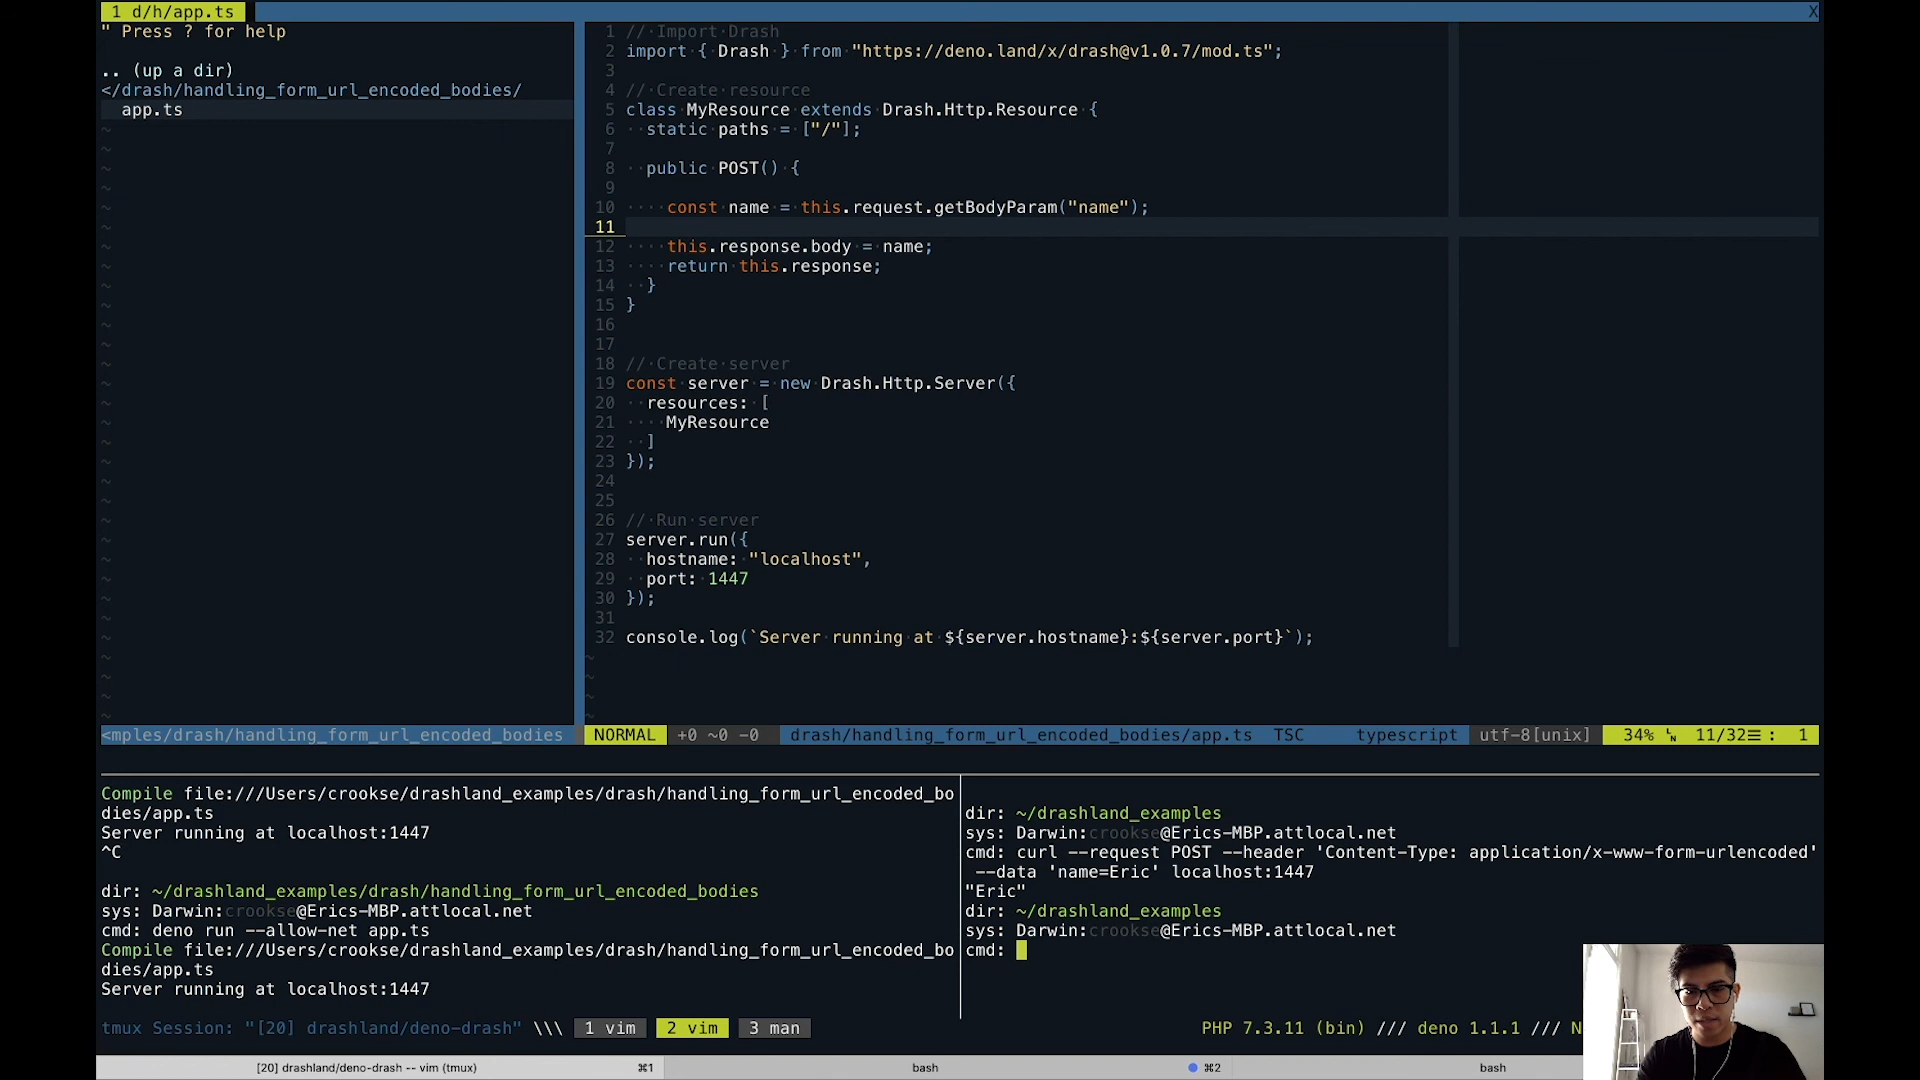 1 d/h/app.ts X
" Press ? for help
.. (up a dir)
</drash/handling_form_url_encoded_bodies/
app.ts
1 // Import Drash
2 import { Drash } from "https://deno.land/x/drash@v1.0.7/mod.ts";
3
4 // Create resource
5 class MyResource extends Drash.Http.Resource {
6 static paths = ["/"];
7
8 public POST() {
9
10 const name = this.request.getBodyParam("name");
11
12 this.response.body = name;
13 return this.response;
14 }
15 }
16
17
18 // Create server
19 const server = new Drash.Http.Server({
20 resources: [
21 MyResource
22 ]
23 });
24
25
26 // Run server
27 server.run({
28 hostname: "localhost",
29 port: 1447
30 });
31
32 console.log(`Server running at ${server.hostname}:${server.port}`);
<mples/drash/handling_form_url_encoded_bodies NORMAL +0 ~0 -0 drash/handling_form_url_encoded_bodies/app.ts TSC typescript utf-8[unix] 34% ␤ 11/32☰ : 1
Compile file:///Users/crookse/drashland_examples/drash/handling_form_url_encoded_bo
dies/app.ts
Server running at localhost:1447
^C
dir: ~/drashland_examples/drash/handling_form_url_encoded_bodies
sys: Darwin:crookse@Erics-MBP.attlocal.net
cmd: deno run --allow-net app.ts
Compile file:///Users/crookse/drashland_examples/drash/handling_form_url_encoded_bo
dies/app.ts
Server running at localhost:1447
dir: ~/drashland_examples
sys: Darwin:crookse@Erics-MBP.attlocal.net
cmd: curl --request POST --header 'Content-Type: application/x-www-form-urlencoded'
--data 'name=Eric' localhost:1447
"Eric"
dir: ~/drashland_examples
sys: Darwin:crookse@Erics-MBP.attlocal.net
cmd:
tmux Session: "[20] drashland/deno-drash" \\\ 1 vim 2 vim 3 man PHP 7.3.11 (bin) /// deno 1.1.1 /// N
[20] drashland/deno-drash -- vim (tmux) ⌘1 bash ⌘2 bash